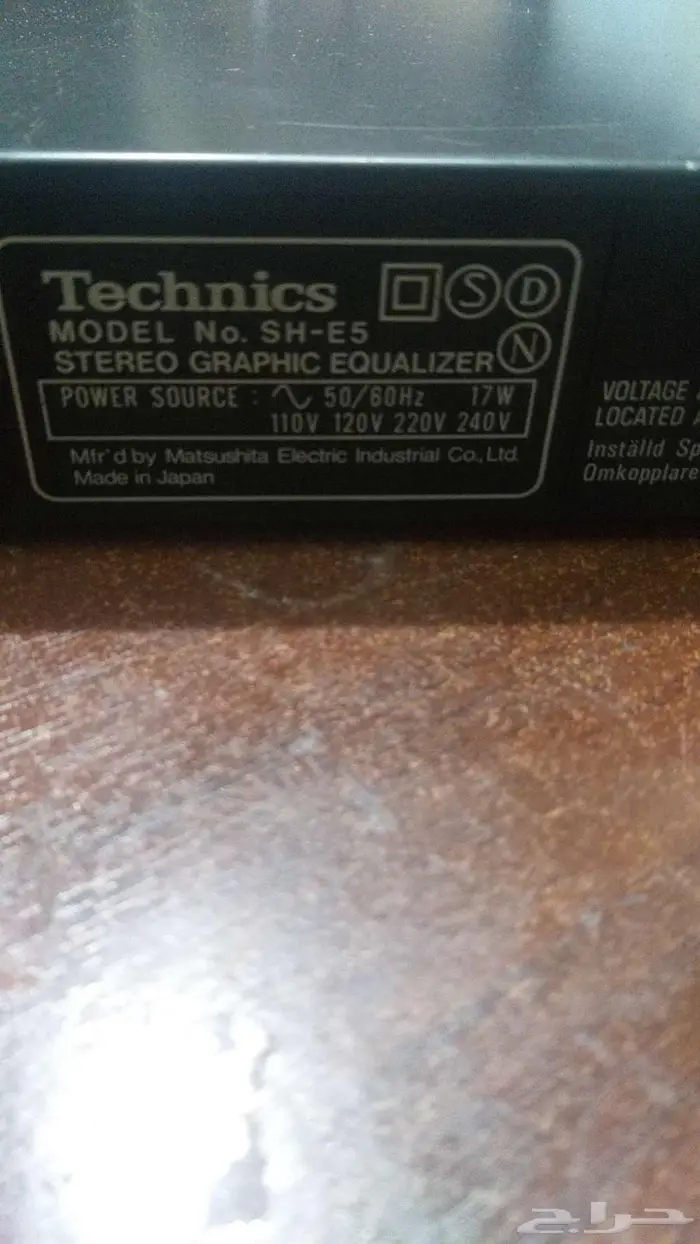 Technics
S D
MODEL No. SH-E5
N
STEREO GRAPHIC EQUALIZER
POWER SOURCE : 50/60Hz 17W
110V 120V 220V 240V
Mfr'd by Matsushita Electric Industrial Co., Ltd.
Made in Japan
VOLTAGE
LOCATED
Inställd Sp
Omkopplare
حراج